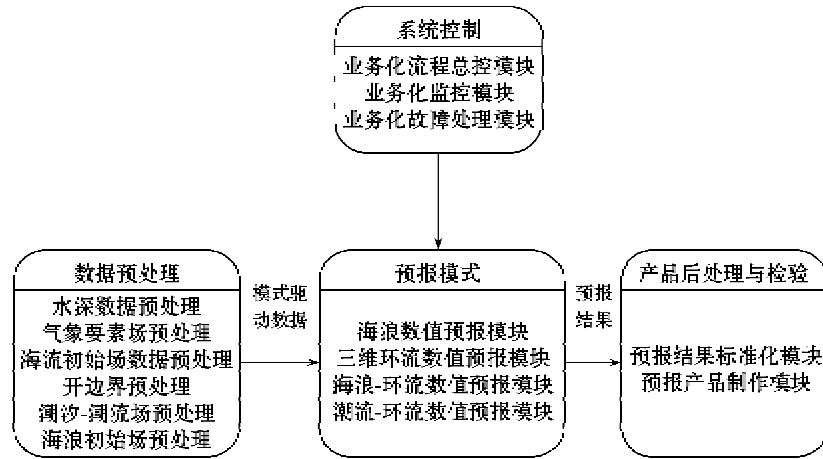 系统控制
业务化流程总控模块
业务化监控模块
业务化故障处理模块
数据预处理
水深数据预处理
气象要素场预处理
海流初始场数据预处理
开边界预处理
潮汐-潮流场预处理
海浪初始场预处理
模式驱
动数据
预报模式
海浪数值预报模块
三维环流数值预报模块
海浪-环流数值预报模块
潮流-环流数值预报模块
预报
结果
产品后处理与检验
预报结果标准化模块
预报产品制作模块